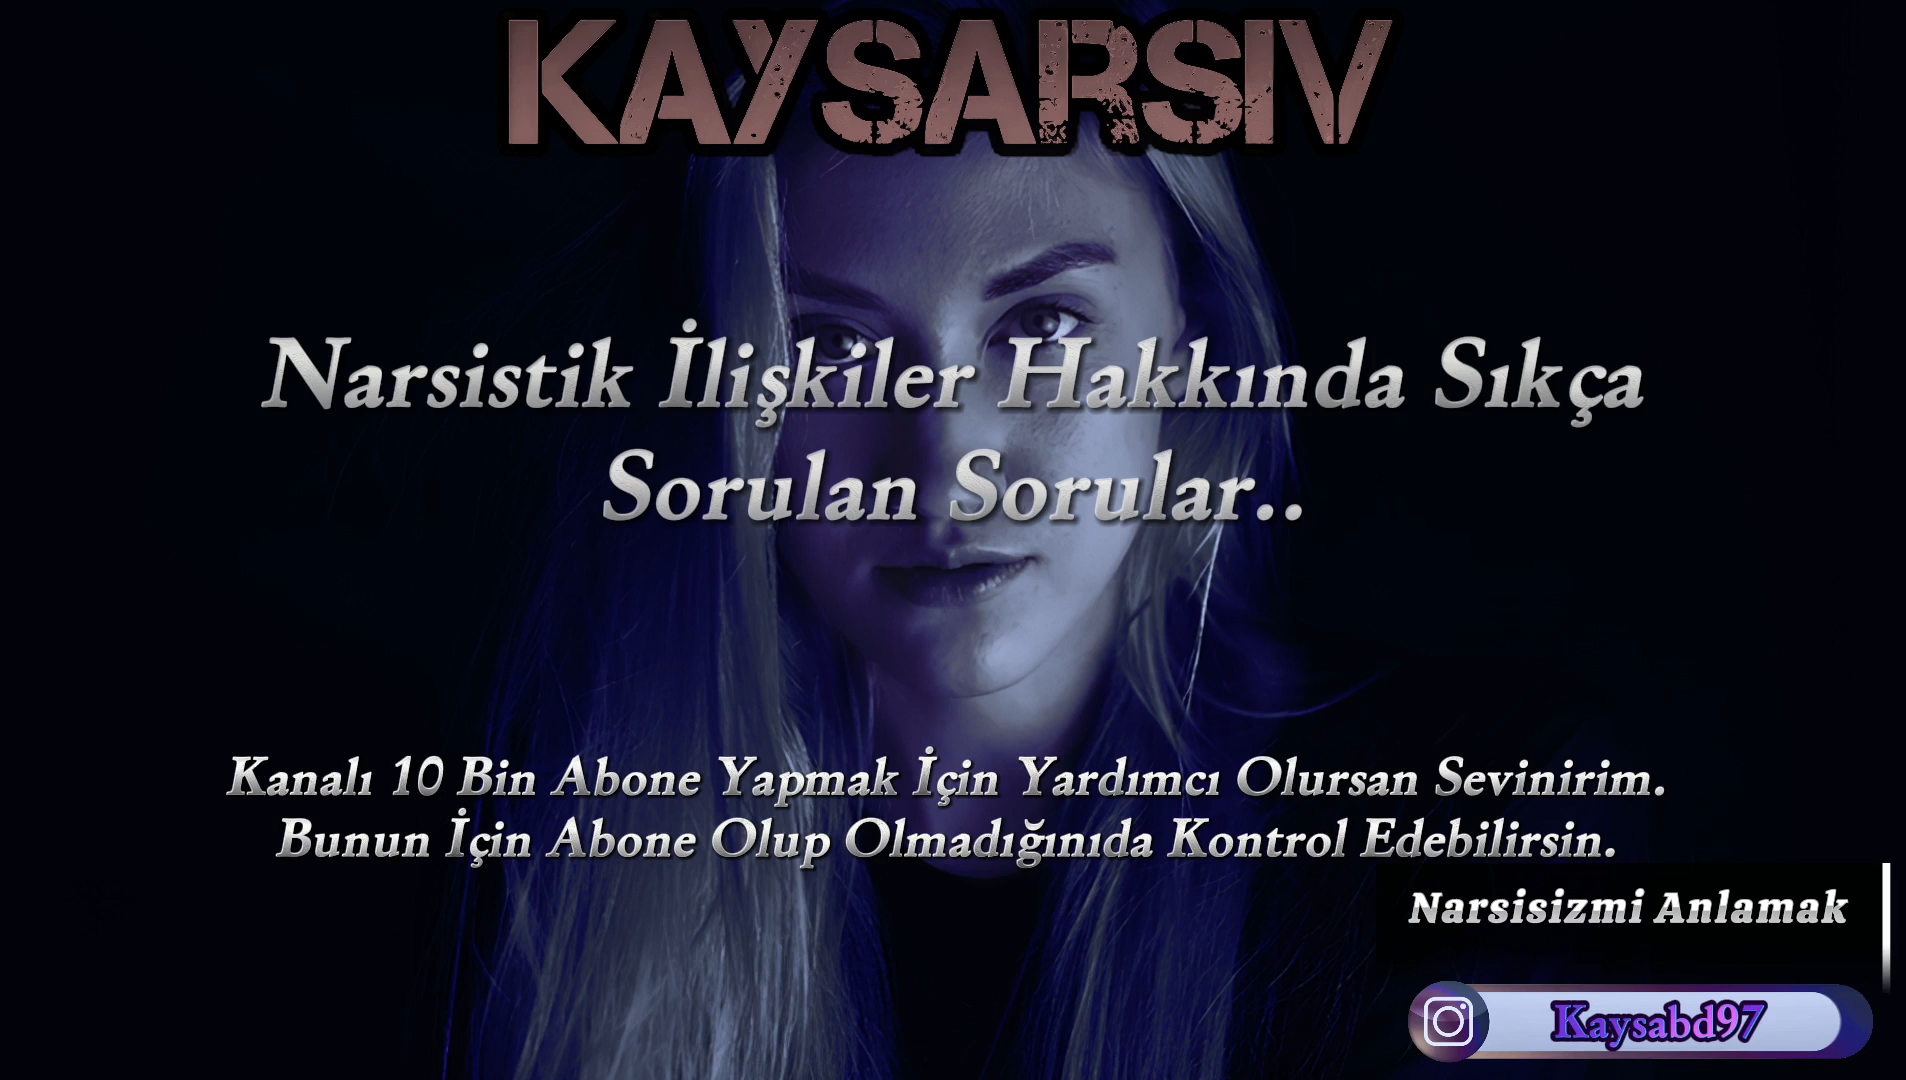 KAYSARSIV
Narsistik İlişkiler Hakkında Sıkça
Sorulan Sorular..
Kanalı 10 Bin Abone Yapmak İçin Yardımcı Olursan Sevinirim.
Bunun İçin Abone Olup Olmadığınıda Kontrol Edebilirsin.
Narsisizmi Anlamak
Kaysabd97